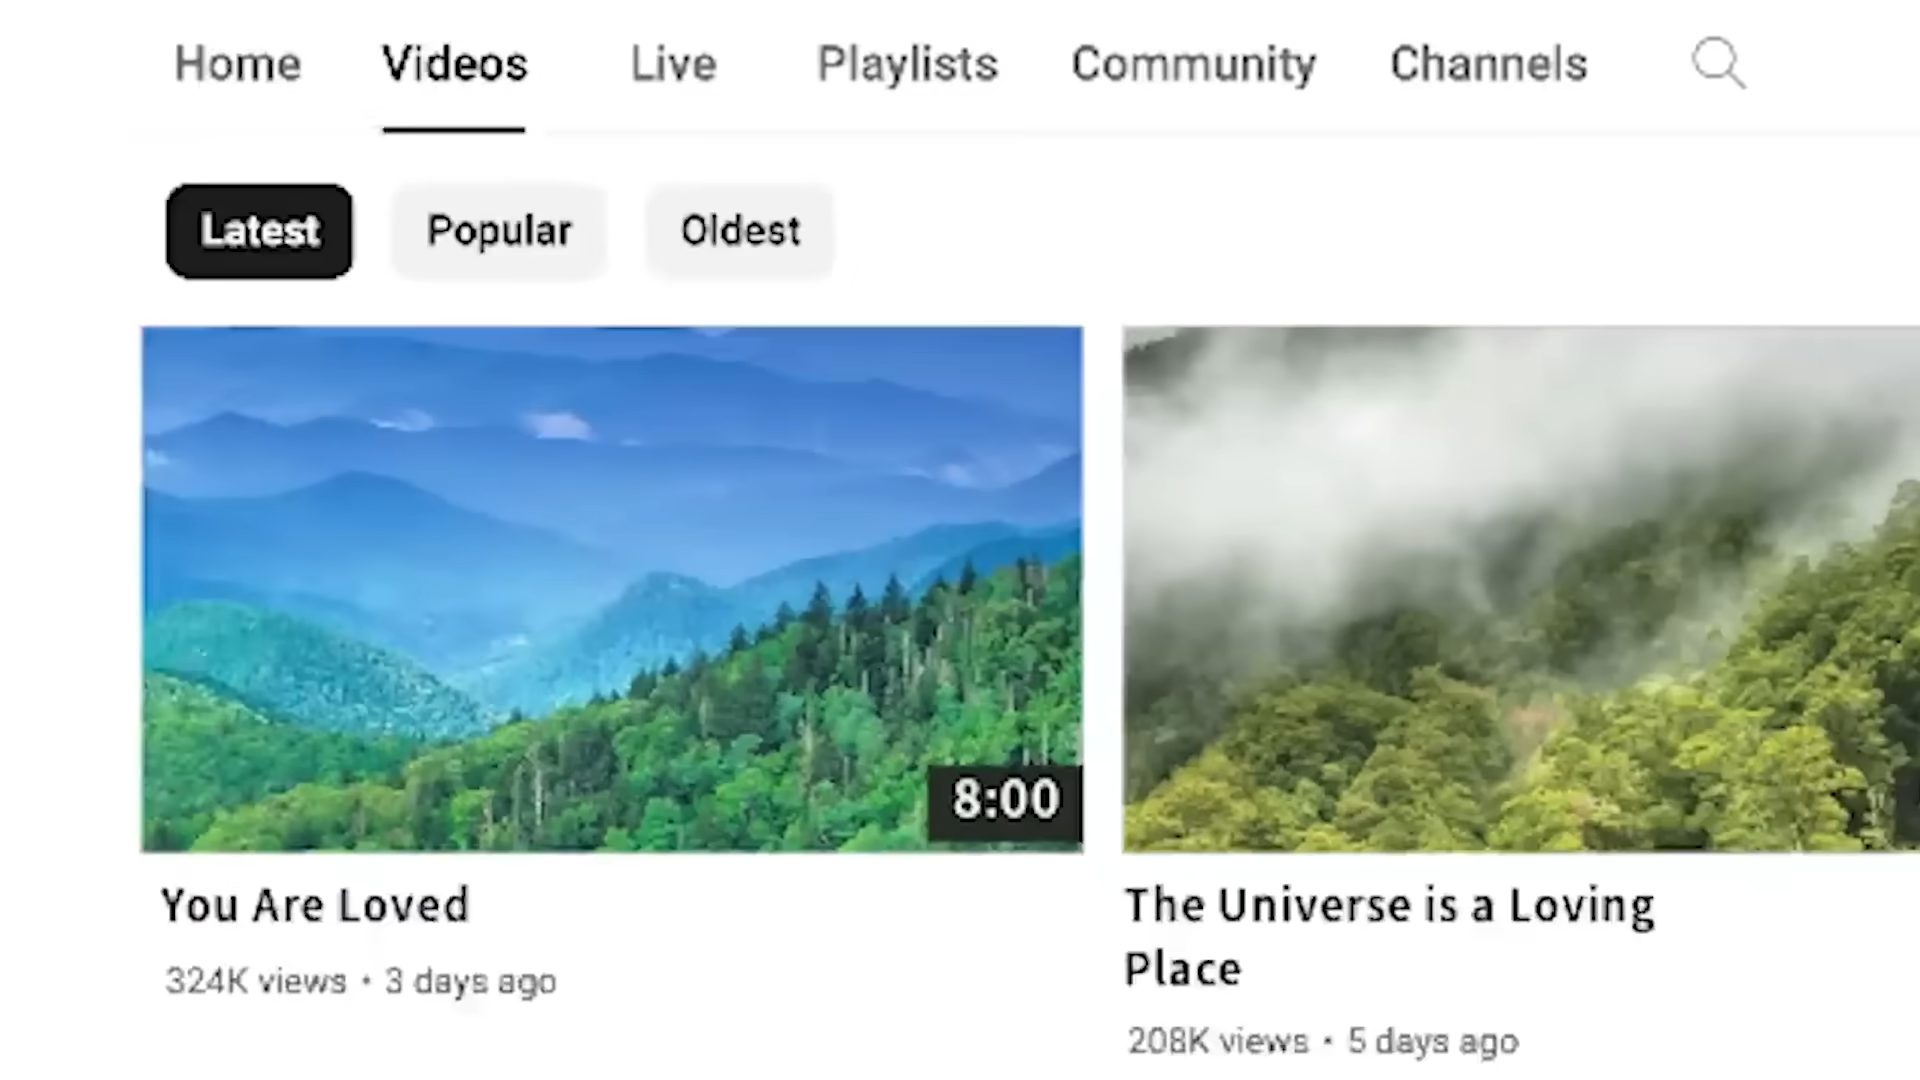 Home Videos Live Playlists Community Channels
Latest Popular Oldest
8:00
You Are Loved
324K views • 3 days ago
The Universe is a Loving
Place
208K views • 5 days ago